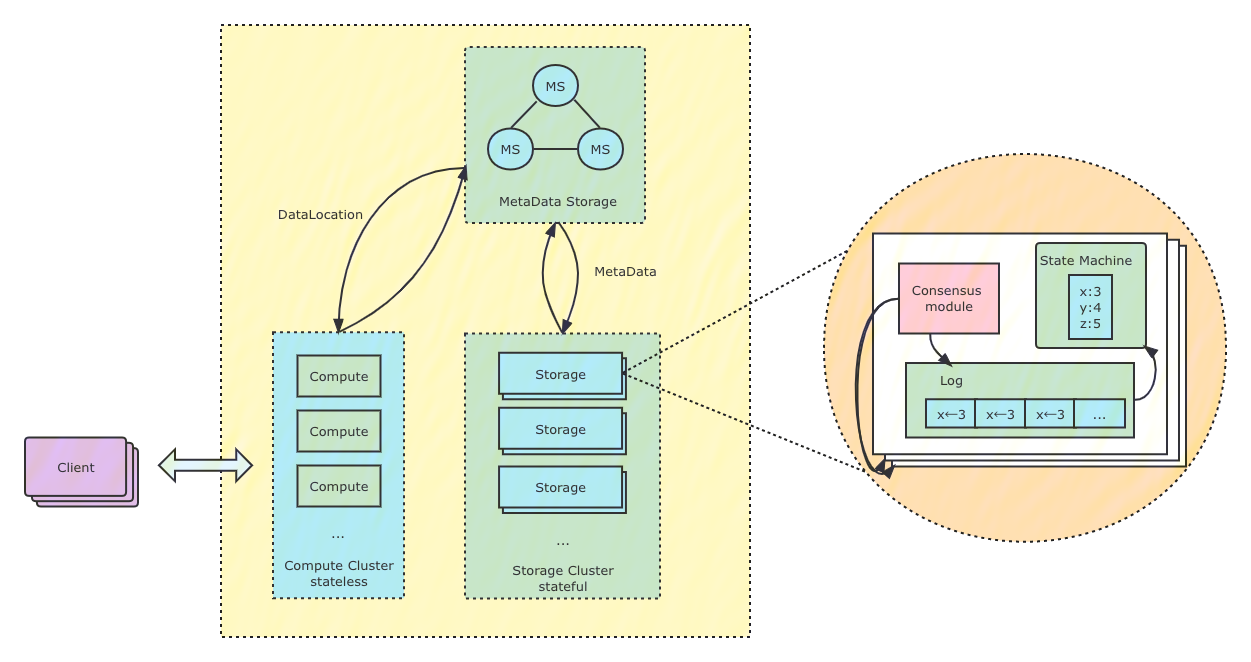 MS
MS
MS
MetaData Storage
DataLocation
MetaData
Compute
Compute
Compute
...
Compute Cluster
stateless
Storage
Storage
Storage
...
Storage Cluster
stateful
Client
Consensus
module
State Machine
x:3
y:4
z:5
Log
x←3
x←3
x←3
...